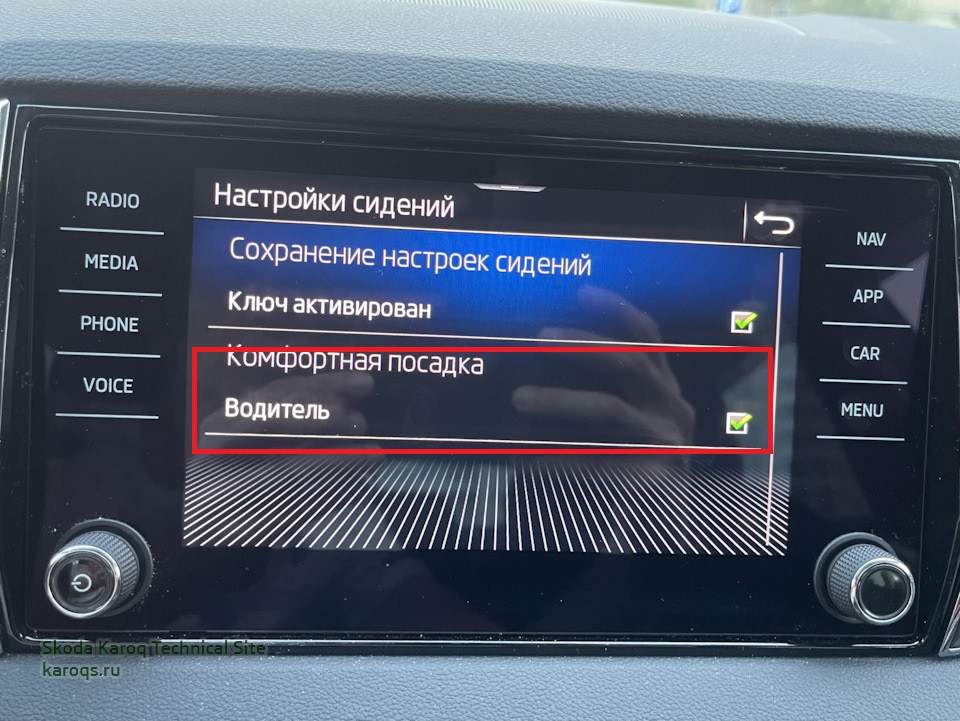 RADIO
MEDIA
PHONE
VOICE
Настройки сидений
Сохранение настроек сидений
Ключ активирован
Комфортная посадка
Водитель
NAV
APP
CAR
MENU
Skoda Karoq Technical Site
karoqs.ru